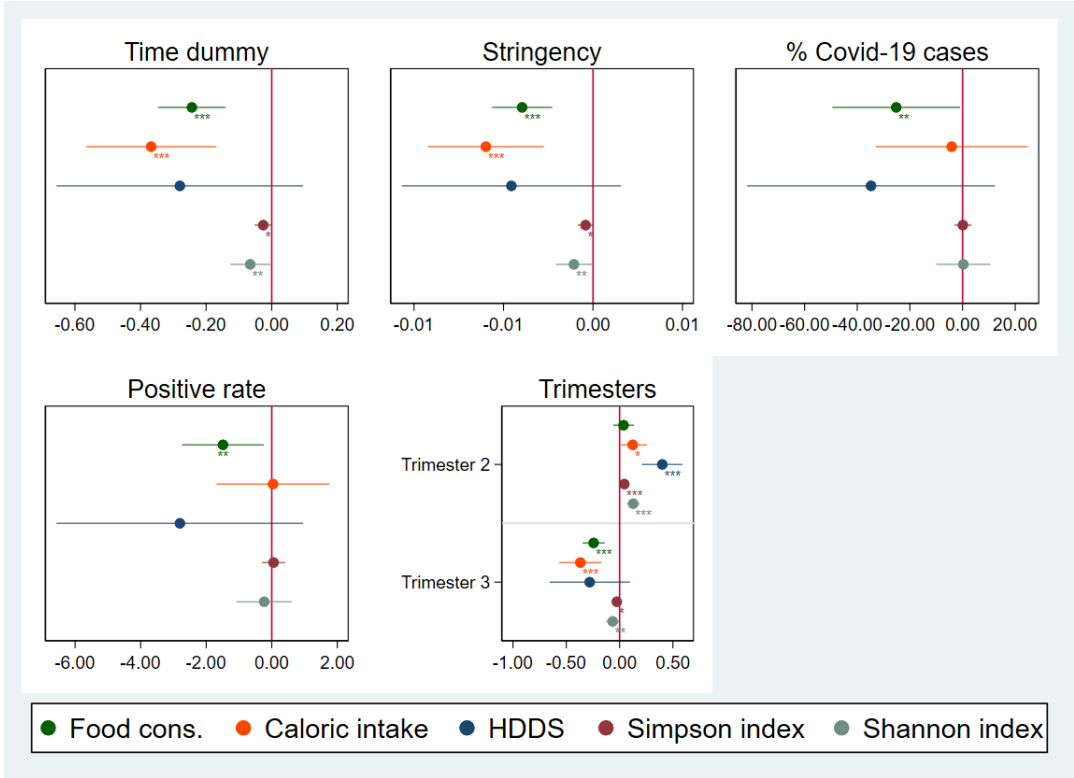 Time dummy
***
***
*
**
-0.60 -0.40 -0.20 0.00 0.20
Stringency
***
***
*
**
-0.01 -0.01 0.00 0.01
% Covid-19 cases
**
-80.00 -60.00 -40.00 -20.00 0.00 20.00
Positive rate
**
-6.00 -4.00 -2.00 0.00 2.00
Trimesters
*
Trimester 2
***
***
***
***
***
Trimester 3
*
**
-1.00 -0.50 0.00 0.50
Food cons. Caloric intake HDDS Simpson index Shannon index